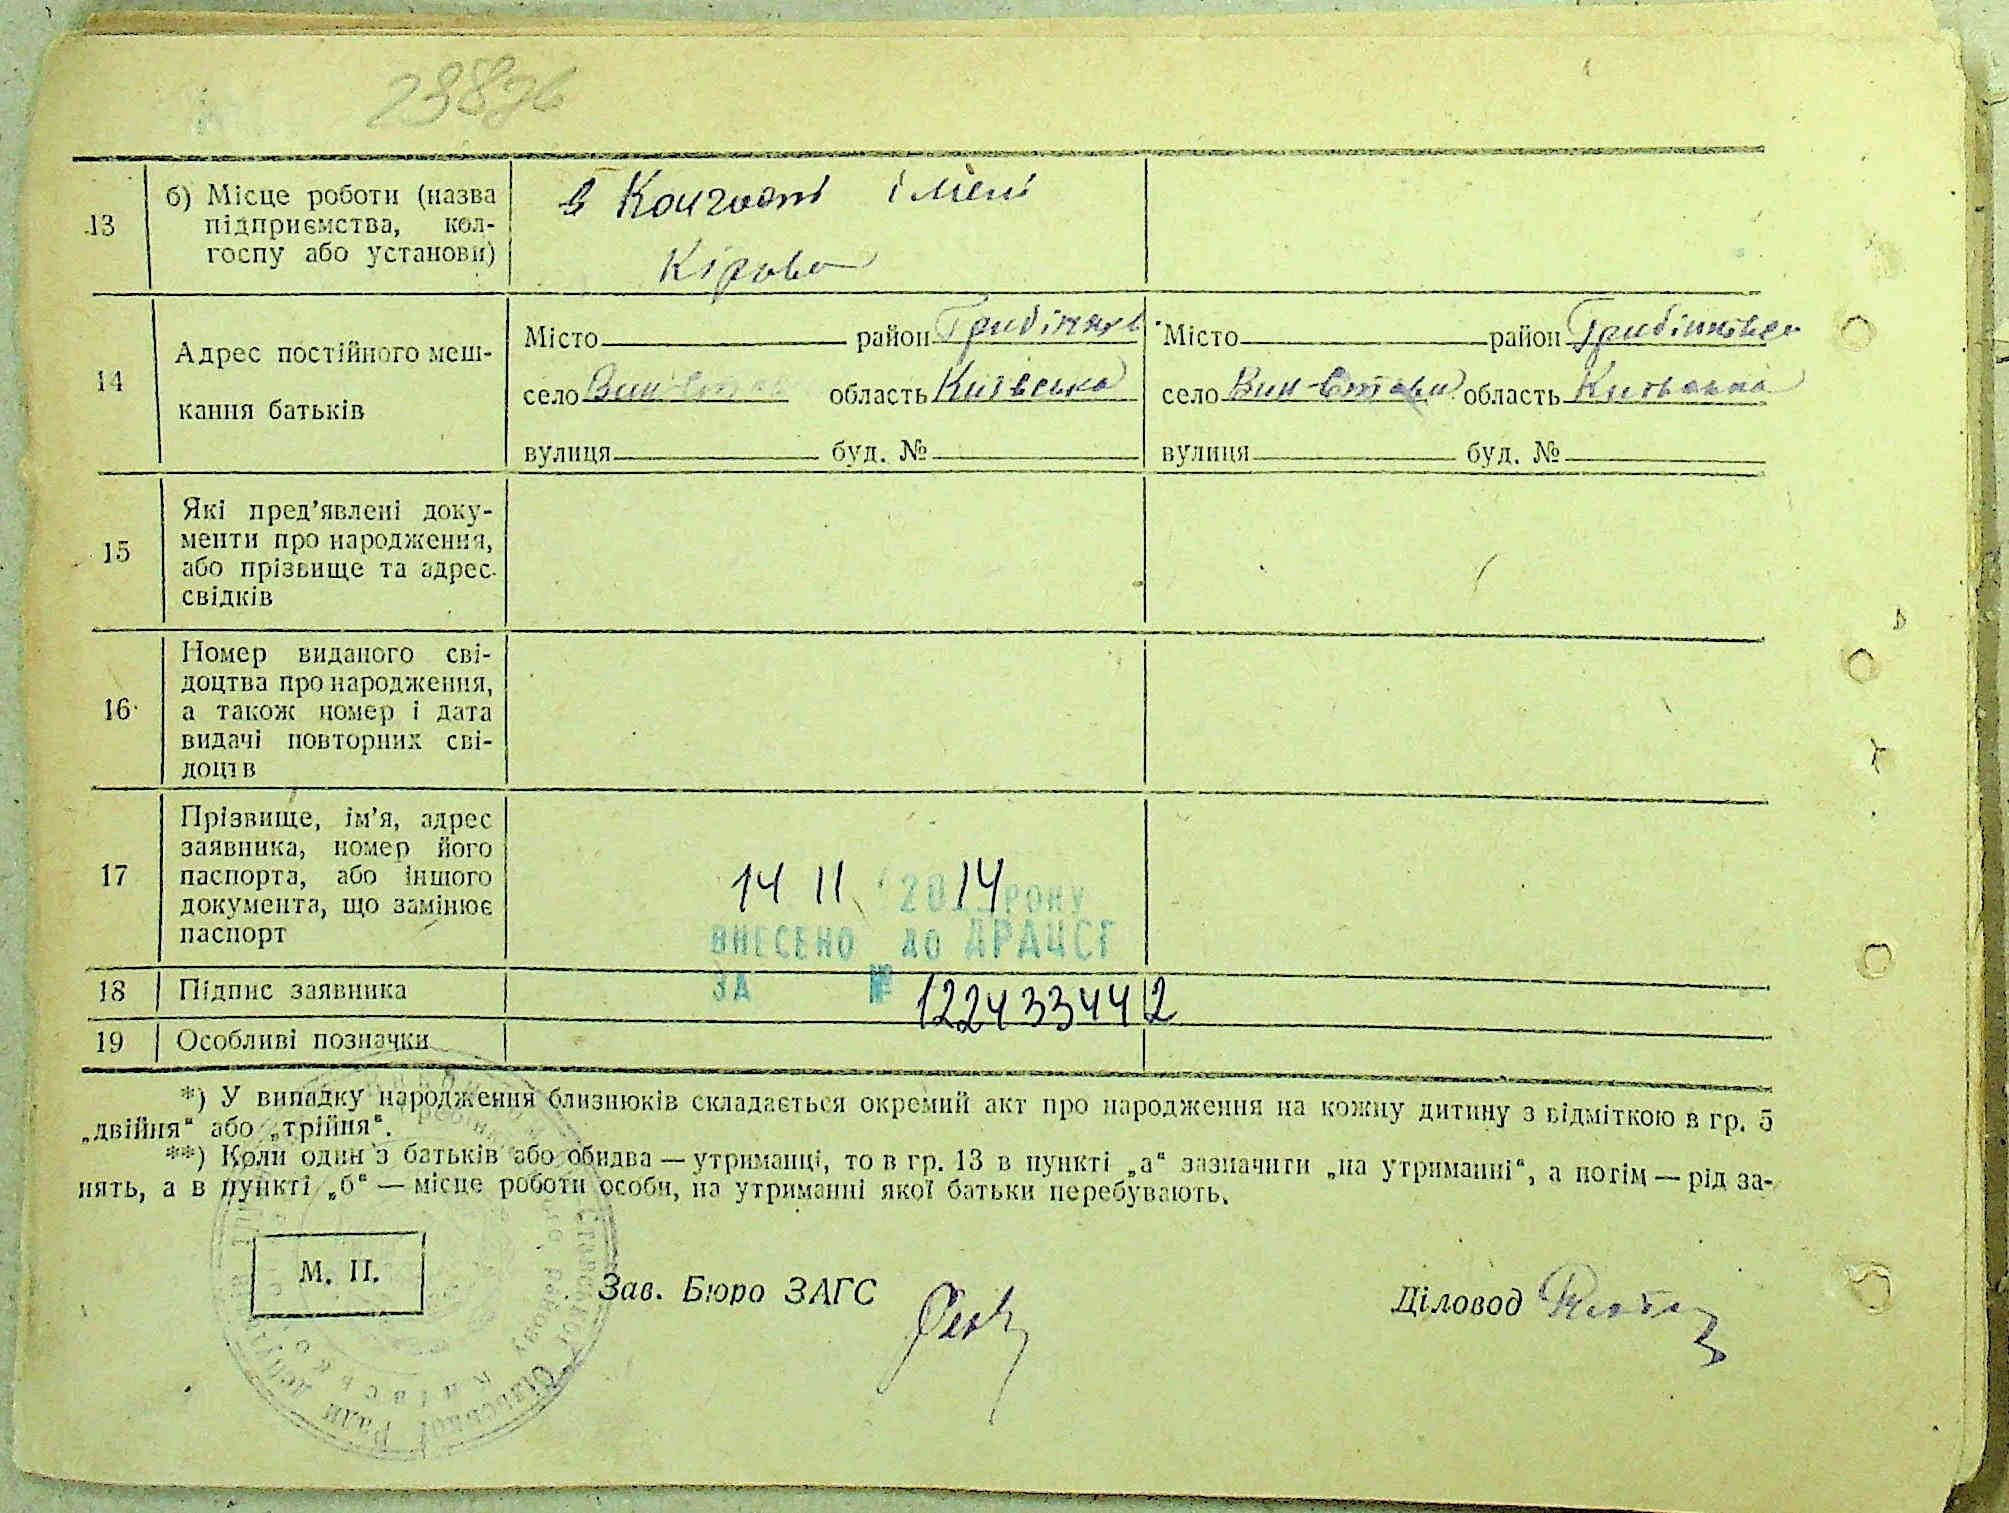 238зв
13 б) Місце роботи (назва
підприємства, кол-
госпу або установи)
в Колгоспі імені
Кірова
14 Адрес постійного меш-
кання батьків
Місто район Місто район
село Вин-Стави область Київська село Вин-Стави область Київська
вулиця буд. № вулиця буд. №
15 Які пред'явлені доку-
менти про народження,
або прізвище та адрес
свідків
16 Номер виданого сві-
доцтва про народження,
а також номер і дата
видачі повторних сві-
доцтв
17 Прізвище, ім'я, адрес
заявника, номер його
паспорта, або іншого
документа, що замінює
паспорт
14 11 2014 РОКУ
ВНЕСЕНО ДО ДРАЦСГ
ЗА № 1224334412
18 Підпис заявника
19 Особливі позначки
*) У випадку народження близнюків складається окремий акт про народження на кожну дитину з відміткою в гр. 5
„двійня“ або „трійня“.
**) Коли один з батьків або обидва — утриманці, то в гр. 13 в пункті „а“ зазначити „на утриманні“, а потім — рід за-
нять, а в пункті „б“ — місце роботи особи, на утриманні якої батьки перебувають.
М. П.
Зав. Бюро ЗАГС
Діловод